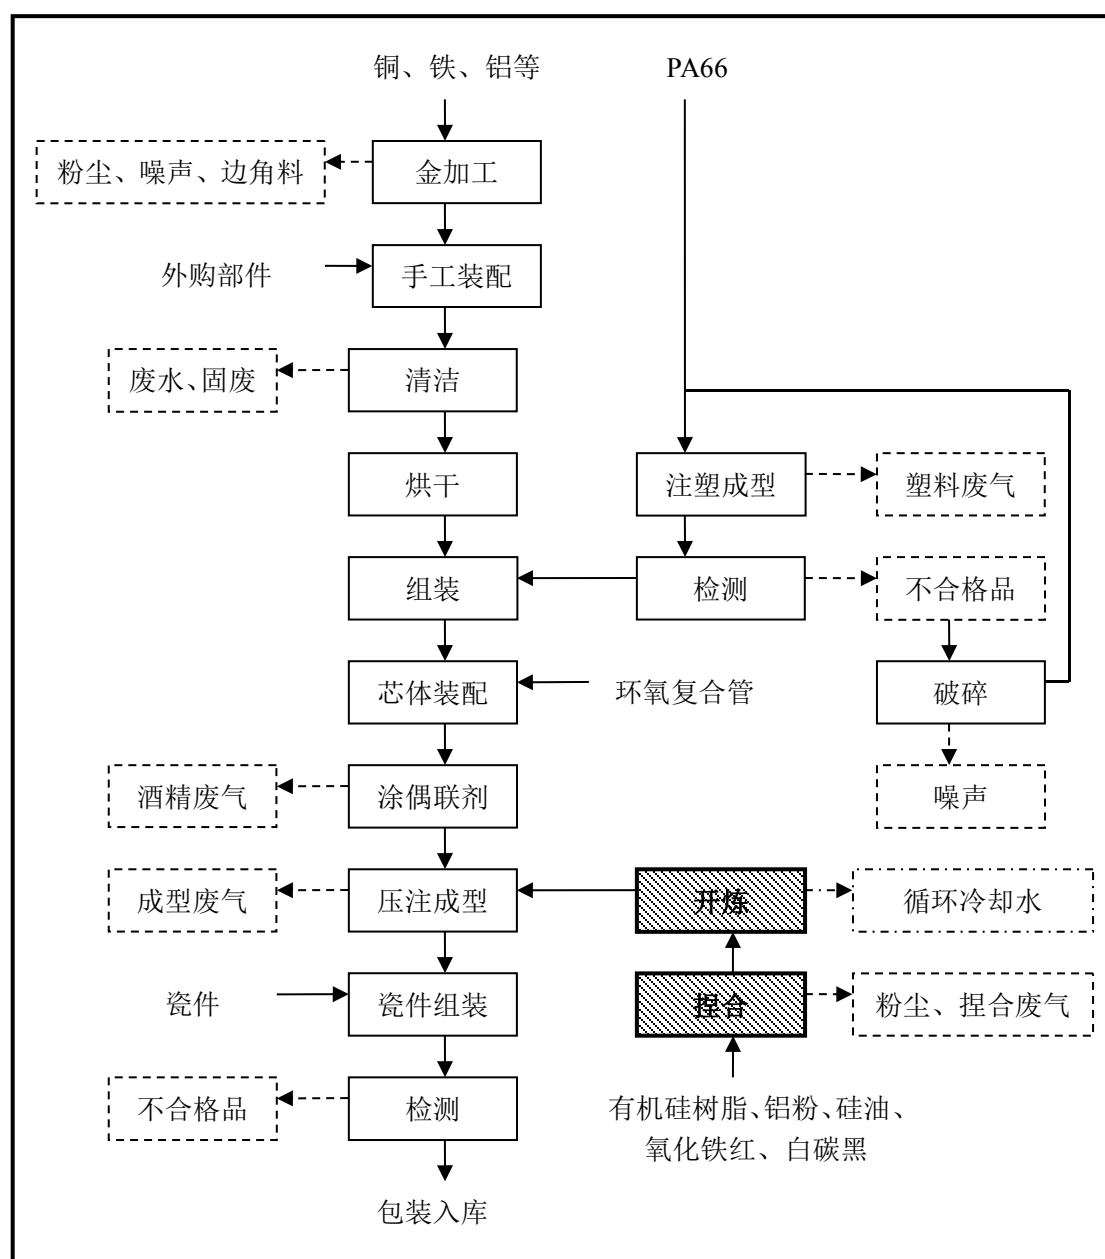 铜、铁、铝等
PA66
粉尘、噪声、边角料
金加工
外购部件
手工装配
废水、固废
清洁
烘干
注塑成型
塑料废气
组装
检测
不合格品
芯体装配
环氧复合管
破碎
酒精废气
涂偶联剂
噪声
成型废气
压注成型
开炼
循环冷却水
瓷件
瓷件组装
捏合
粉尘、捏合废气
不合格品
检测
有机硅树脂、铝粉、硅油、
氧化铁红、白碳黑
包装入库